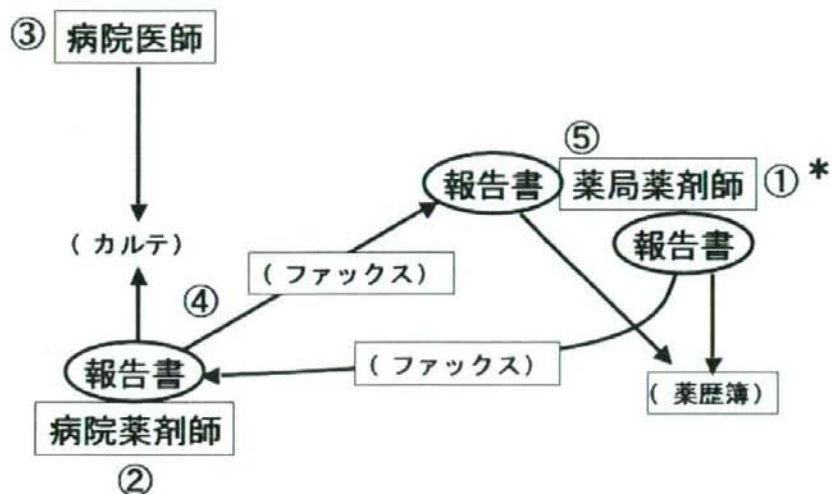 ③ 病院医師
⑤
報告書 薬局薬剤師 ① *
報告書
( カルテ )
( ファックス )
④
( ファックス )
報告書
( 薬歴簿 )
病院薬剤師
②